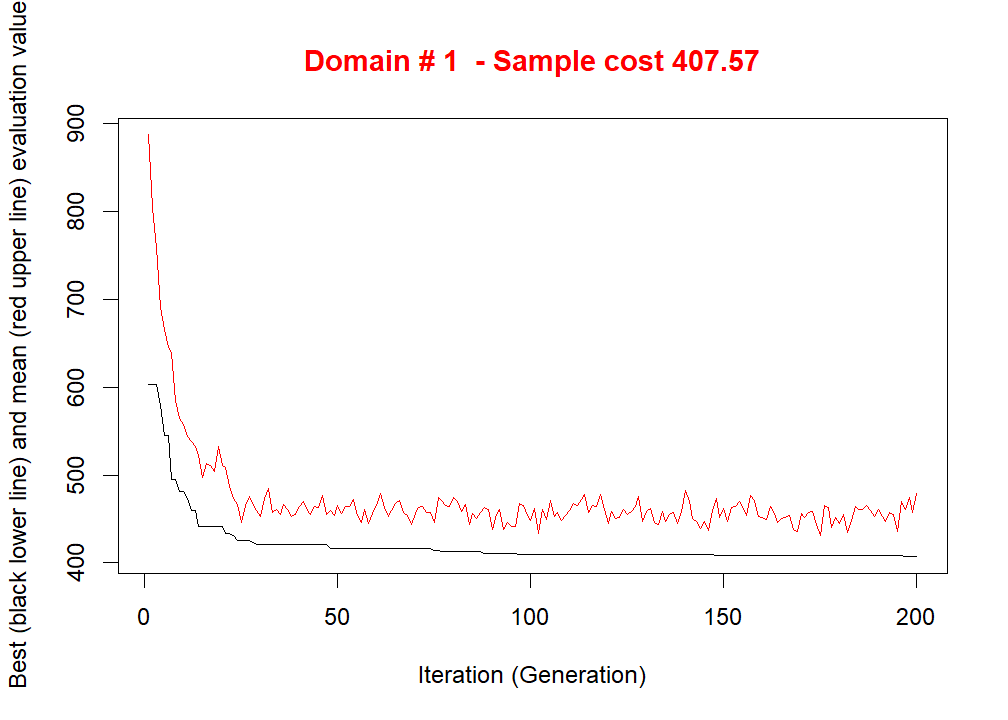 Domain # 1  - Sample cost 407.57
Best (black lower line) and mean (red upper line) evaluation value
900
800
700
600
500
400
0 50 100 150 200
Iteration (Generation)